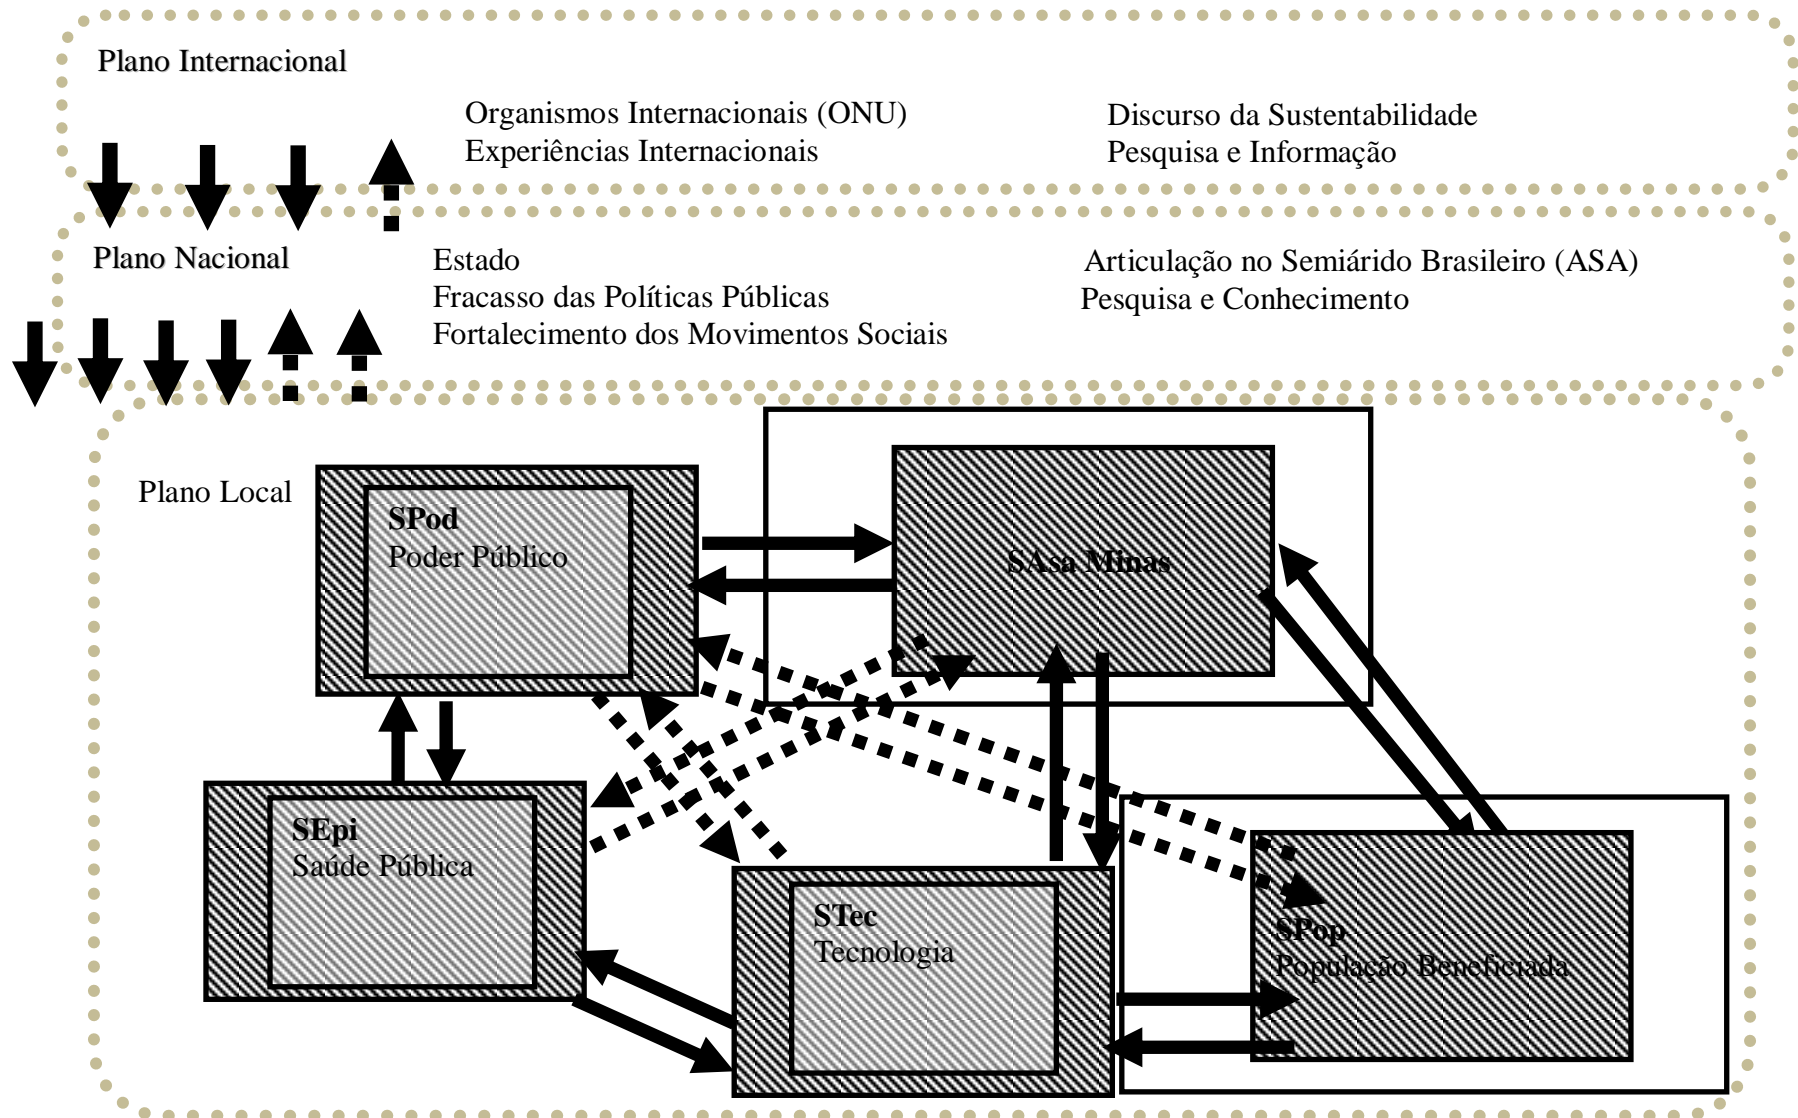 Plano Internacional
Organismos Internacionais (ONU)
Experiências Internacionais
Discurso da Sustentabilidade
Pesquisa e Informação
Plano Nacional
Estado
Fracasso das Políticas Públicas
Fortalecimento dos Movimentos Sociais
Articulação no Semiárido Brasileiro (ASA)
Pesquisa e Conhecimento
Plano Local
SPod
Poder Público
SAsa Minas
SEpi
Saúde Pública
STec
Tecnologia
SPop
População Beneficiada